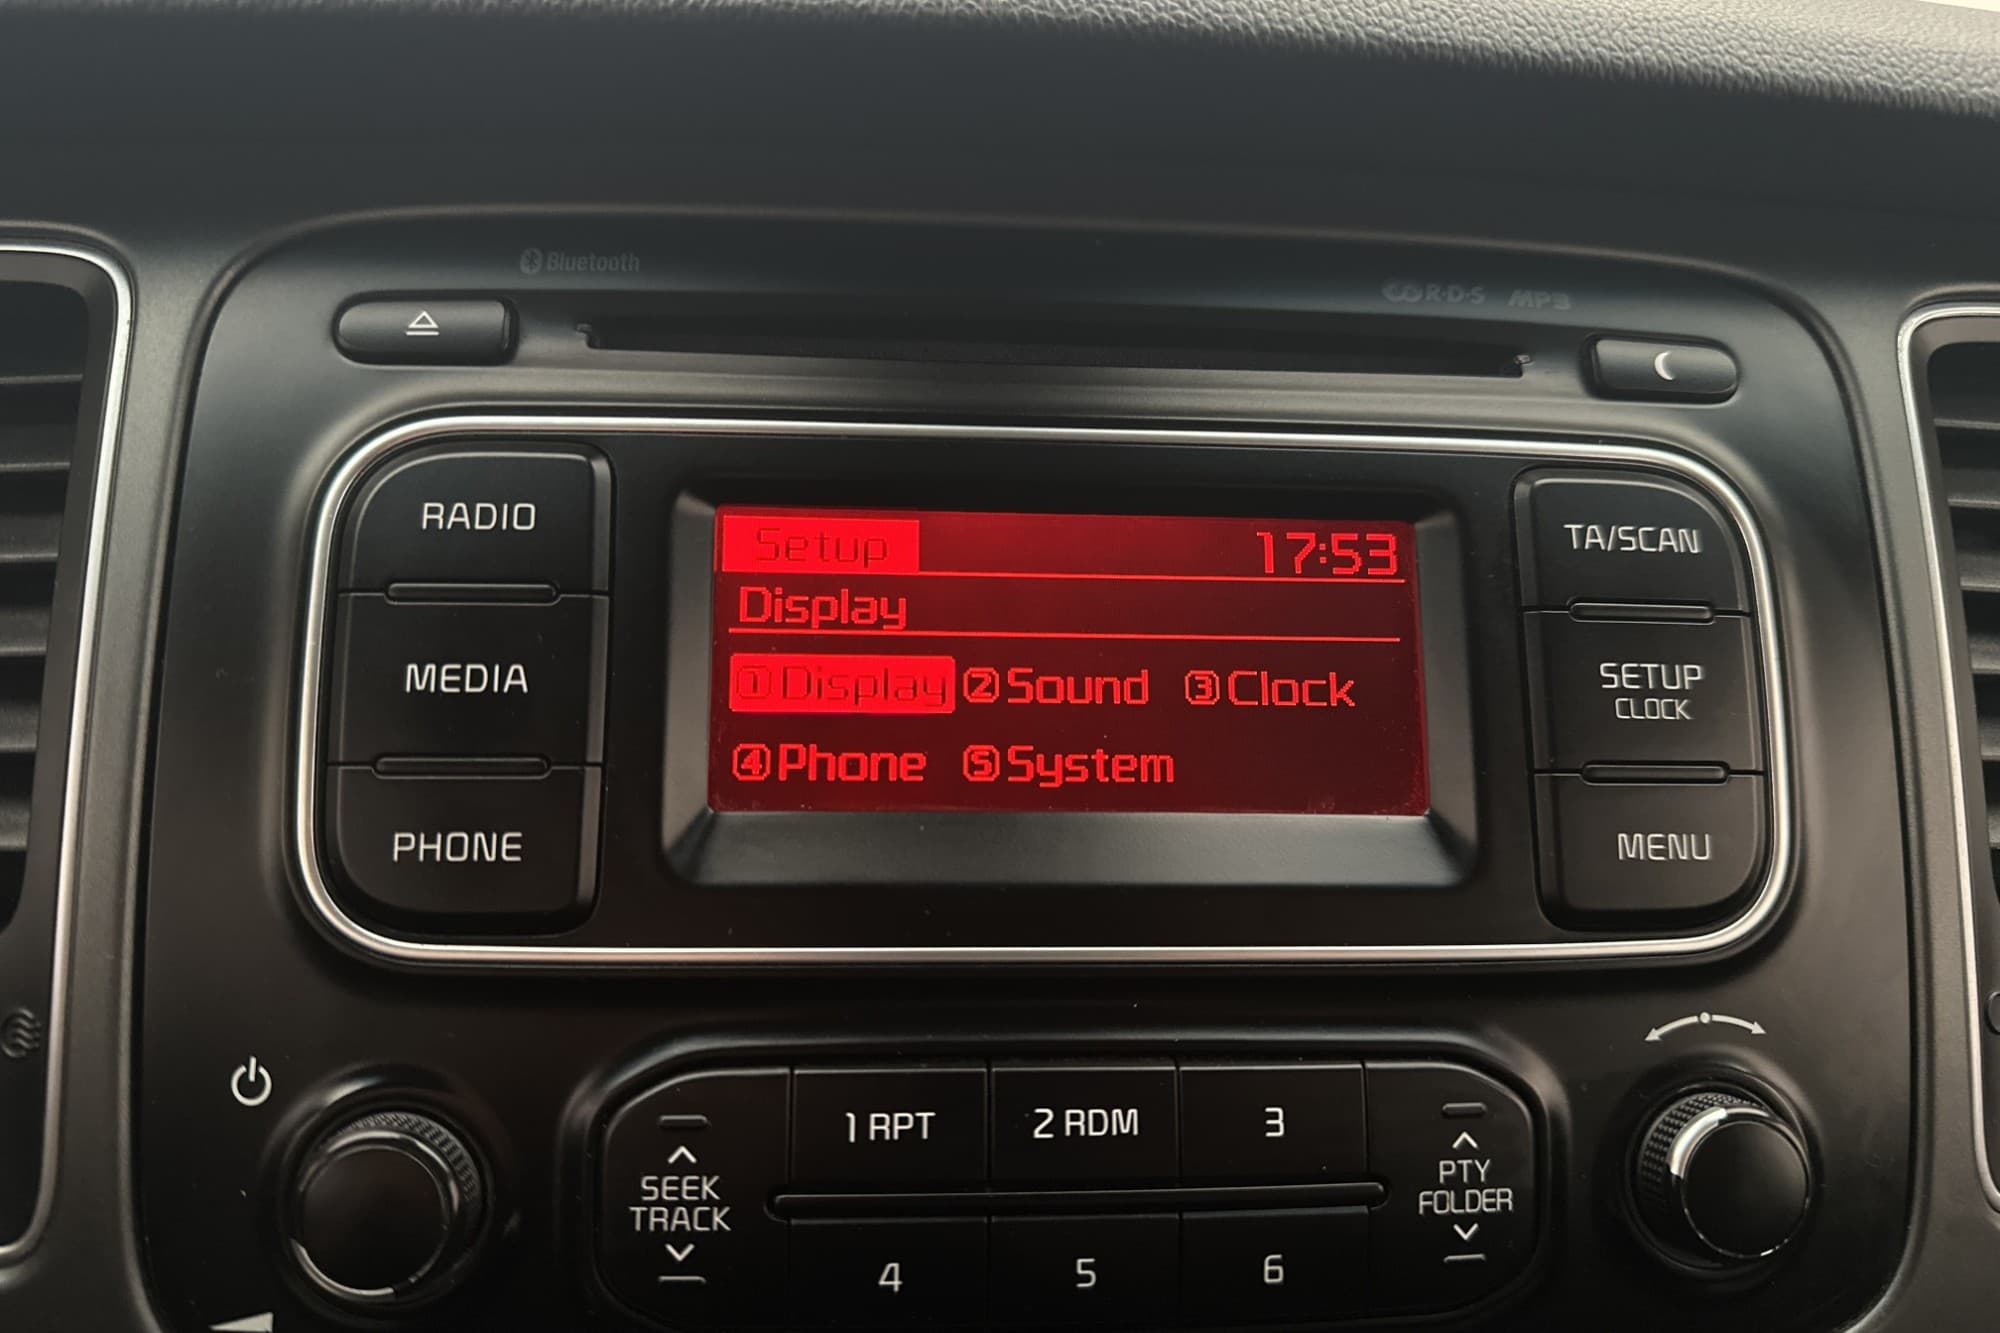 Bluetooth
R·D·S MP3
RADIO
MEDIA
PHONE
Setup 17:53
Display
①Display ②Sound ③Clock
④Phone ⑤System
TA/SCAN
SETUP
CLOCK
MENU
SEEK
TRACK
1 RPT 2 RDM 3
4 5 6
PTY
FOLDER